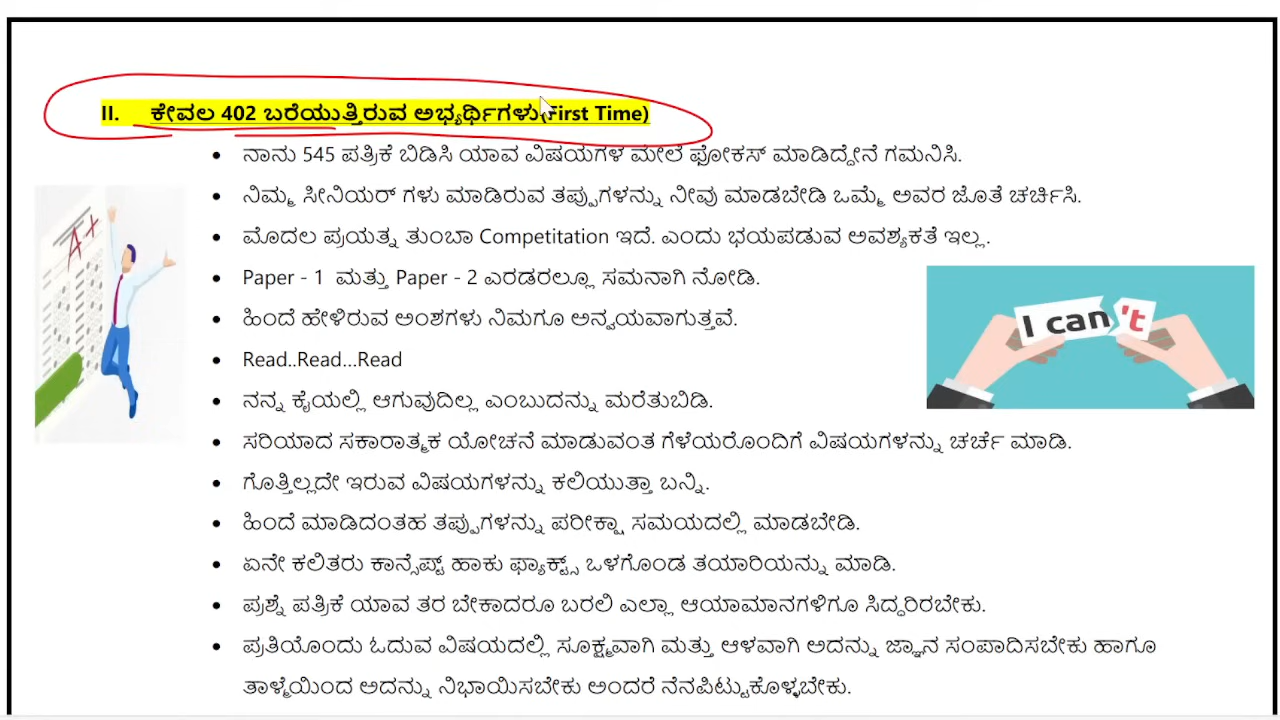 II. ಕೇವಲ 402 ಬರೆಯುತ್ತಿರುವ ಅಭ್ಯರ್ಥಿಗಳು(First Time)
• ನಾನು 545 ಪತ್ರಿಕೆ ಬಿಡಿಸಿ ಯಾವ ವಿಷಯಗಳ ಮೇಲೆ ಫೋಕಸ್ ಮಾಡಿದ್ದೇನೆ ಗಮನಿಸಿ.
• ನಿಮ್ಮ ಸೀನಿಯರ್ ಗಳು ಮಾಡಿರುವ ತಪ್ಪುಗಳನ್ನು ನೀವು ಮಾಡಬೇಡಿ ಒಮ್ಮೆ ಅವರ ಜೊತೆ ಚರ್ಚಿಸಿ.
• ಮೊದಲ ಪ್ರಯತ್ನ ತುಂಬಾ Competitation ಇದೆ. ಎಂದು ಭಯಪಡುವ ಅವಶ್ಯಕತೆ ಇಲ್ಲ.
• Paper - 1 ಮತ್ತು Paper - 2 ಎರಡರಲ್ಲೂ ಸಮನಾಗಿ ನೋಡಿ.
• ಹಿಂದೆ ಹೇಳಿರುವ ಅಂಶಗಳು ನಿಮಗೂ ಅನ್ವಯವಾಗುತ್ತವೆ.
• Read..Read...Read
• ನನ್ನ ಕೈಯಲ್ಲಿ ಆಗುವುದಿಲ್ಲ ಎಂಬುದನ್ನು ಮರೆತುಬಿಡಿ.
• ಸರಿಯಾದ ಸಕಾರಾತ್ಮಕ ಯೋಚನೆ ಮಾಡುವಂತ ಗೆಳೆಯರೊಂದಿಗೆ ವಿಷಯಗಳನ್ನು ಚರ್ಚೆ ಮಾಡಿ.
• ಗೊತ್ತಿಲ್ಲದೇ ಇರುವ ವಿಷಯಗಳನ್ನು ಕಲಿಯುತ್ತಾ ಬನ್ನಿ.
• ಹಿಂದೆ ಮಾಡಿದಂತಹ ತಪ್ಪುಗಳನ್ನು ಪರೀಕ್ಷಾ ಸಮಯದಲ್ಲಿ ಮಾಡಬೇಡಿ.
• ಏನೇ ಕಲಿತರು ಕಾನ್ಸೆಪ್ಟ್ ಹಾಕು ಫ್ಯಾಕ್ಟ್ಸ್ ಒಳಗೊಂಡ ತಯಾರಿಯನ್ನು ಮಾಡಿ.
• ಪ್ರಶ್ನೆ ಪತ್ರಿಕೆ ಯಾವ ತರ ಬೇಕಾದರೂ ಬರಲಿ ಎಲ್ಲಾ ಆಯಾಮಾನಗಳಿಗೂ ಸಿದ್ಧರಿರಬೇಕು.
• ಪ್ರತಿಯೊಂದು ಓದುವ ವಿಷಯದಲ್ಲಿ ಸೂಕ್ಷ್ಮವಾಗಿ ಮತ್ತು ಆಳವಾಗಿ ಅದನ್ನು ಜ್ಞಾನ ಸಂಪಾದಿಸಬೇಕು ಹಾಗೂ
ತಾಳ್ಮೆಯಿಂದ ಅದನ್ನು ನಿಭಾಯಿಸಬೇಕು ಅಂದರೆ ನೆನಪಿಟ್ಟುಕೊಳ್ಳಬೇಕು.
A+
I can't